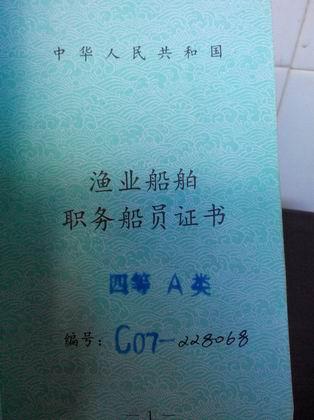 中华人民共和国
渔业船舶
职务船员证书
四等 A 类
编号: C07-228068
— 1 —